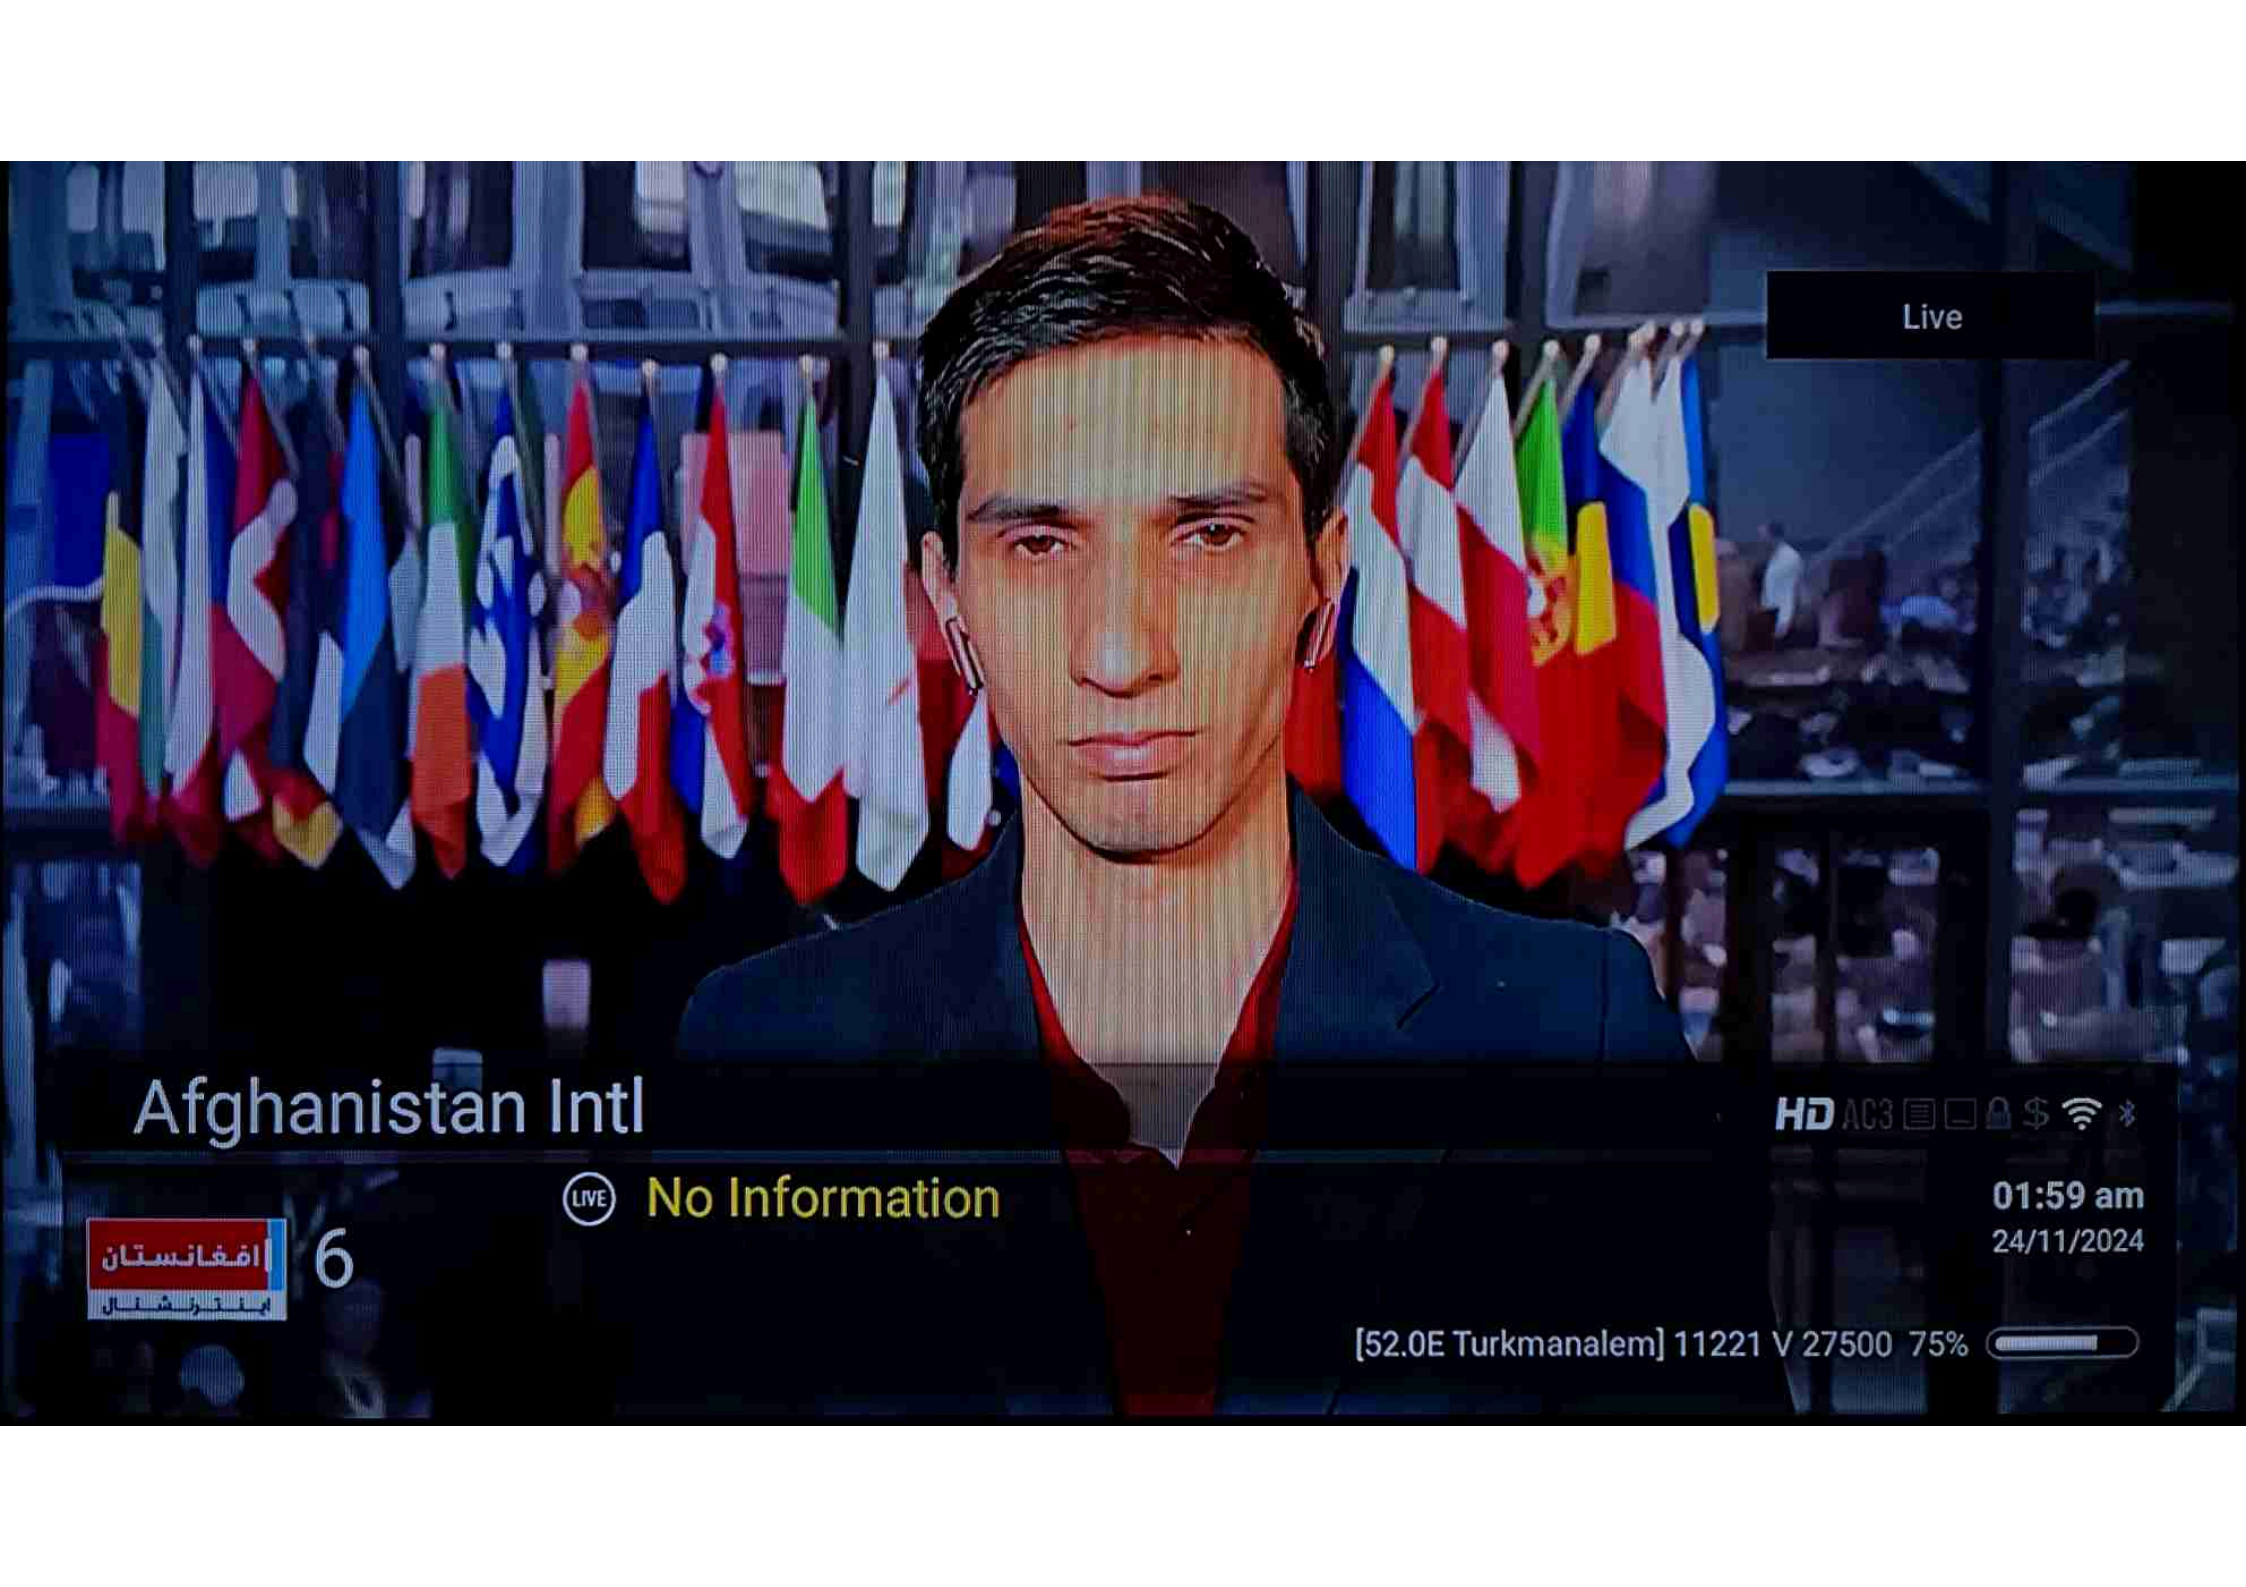 Live
Afghanistan Intl
HD AC3 $
LIVE No Information
01:59 am
24/11/2024
افغانستان
اینترنشنال
6
[52.0E Turkmanalem] 11221 V 27500 75%